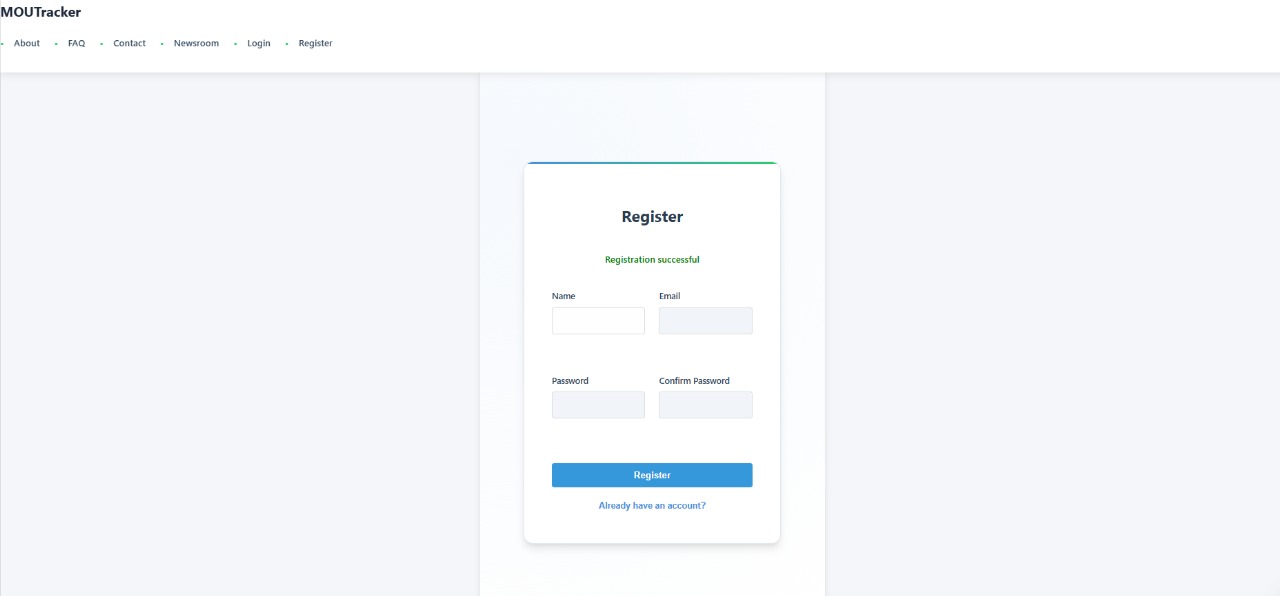 MOUTracker
About FAQ Contact Newsroom Login Register
Register
Registration successful
Name Email
Password Confirm Password
Register
Already have an account?